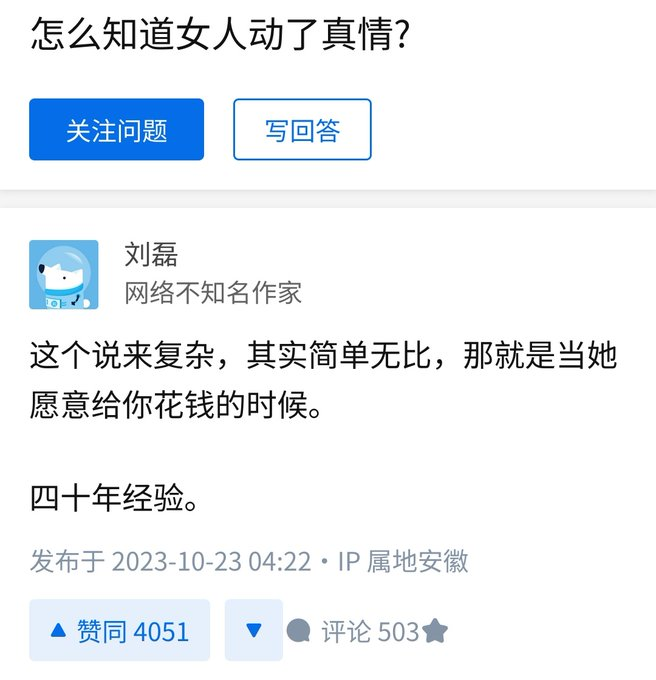 怎么知道女人动了真情?
关注问题
写回答
刘磊
网络不知名作家
这个说来复杂，其实简单无比，那就是当她
愿意给你花钱的时候。
四十年经验。
发布于 2023-10-23 04:22・IP 属地安徽
赞同 4051
评论 503